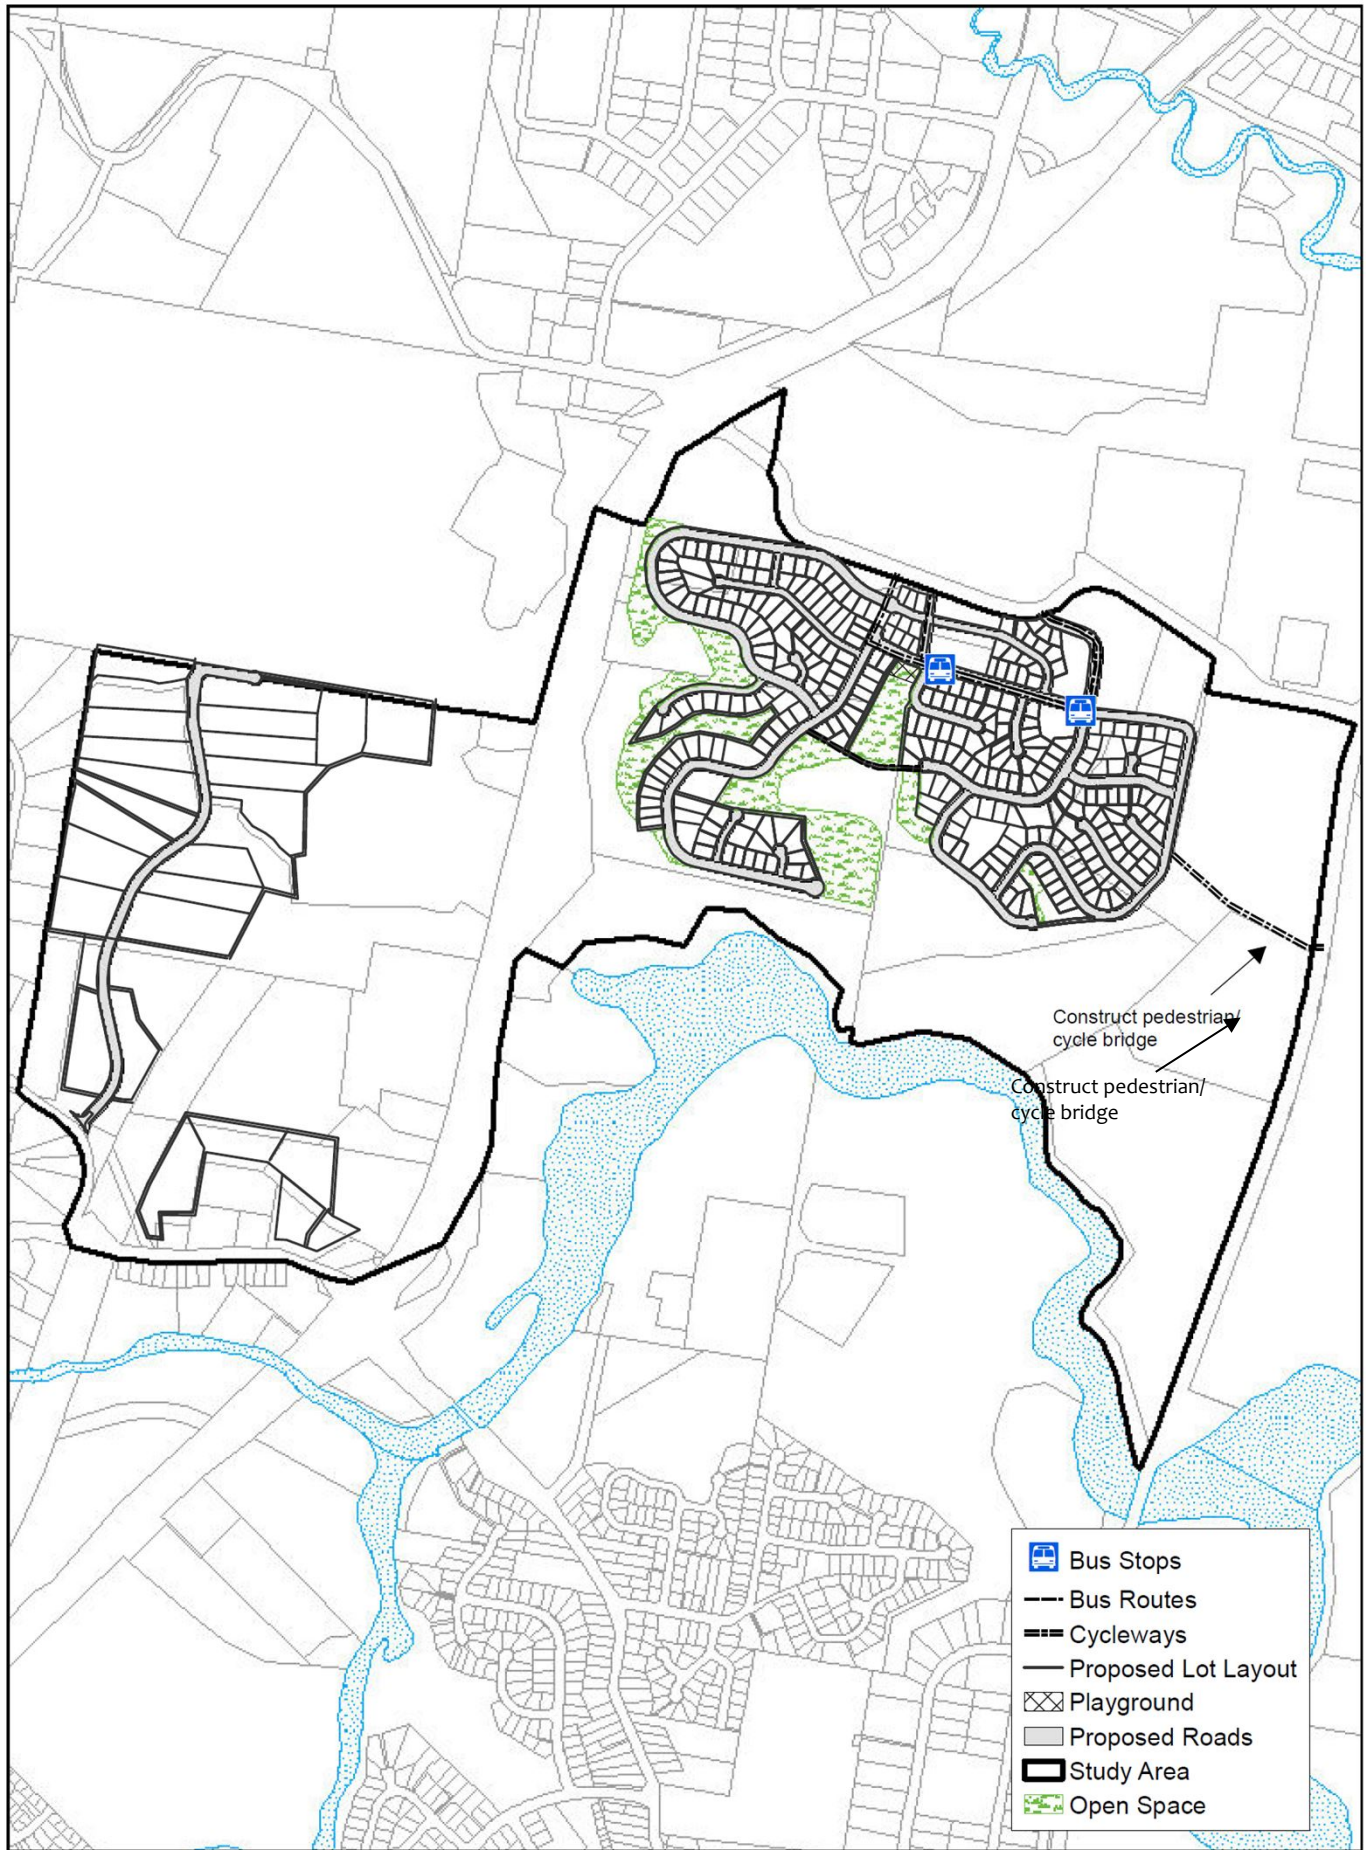 Construct pedestrian/
cycle bridge
Construct pedestrian/
cycle bridge
Bus Stops
Bus Routes
Cycleways
Proposed Lot Layout
Playground
Proposed Roads
Study Area
Open Space